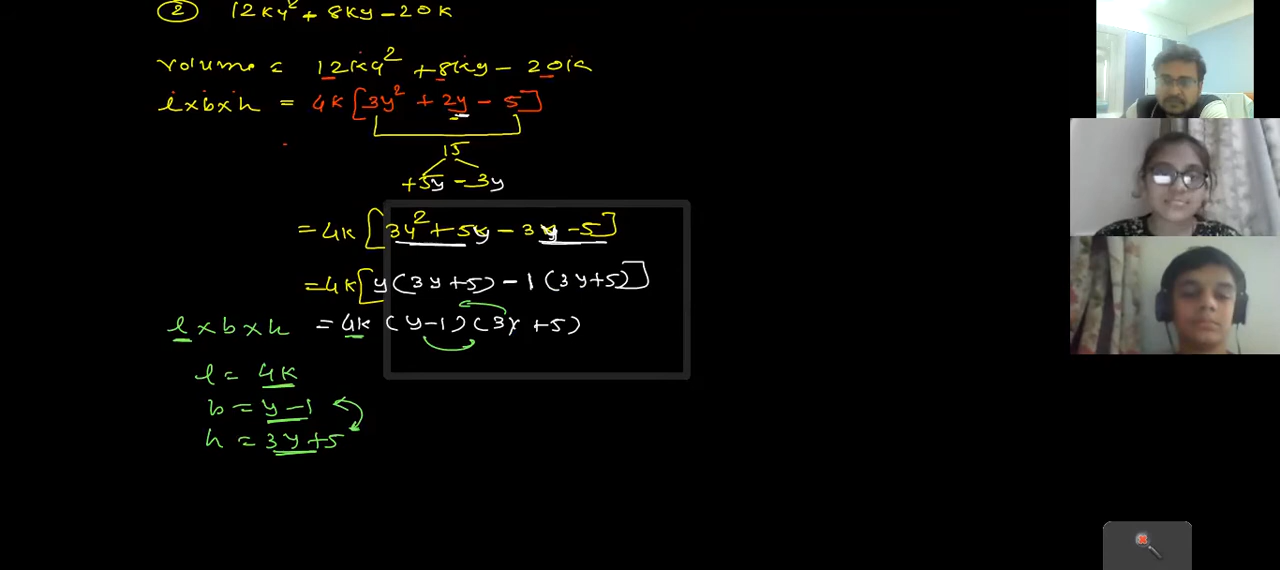 ② 12ky² + 8ky - 20k
volume = 12ky² + 8ky - 20k
l x b x h = 4k [3y² + 2y - 5]
15
+5y - 3y
= 4k [3y² + 5y - 3y - 5]
= 4k [y (3y + 5) - 1 (3y + 5)]
l x b x h = 4k (y - 1) (3y + 5)
l = 4k
b = y - 1
h = 3y + 5